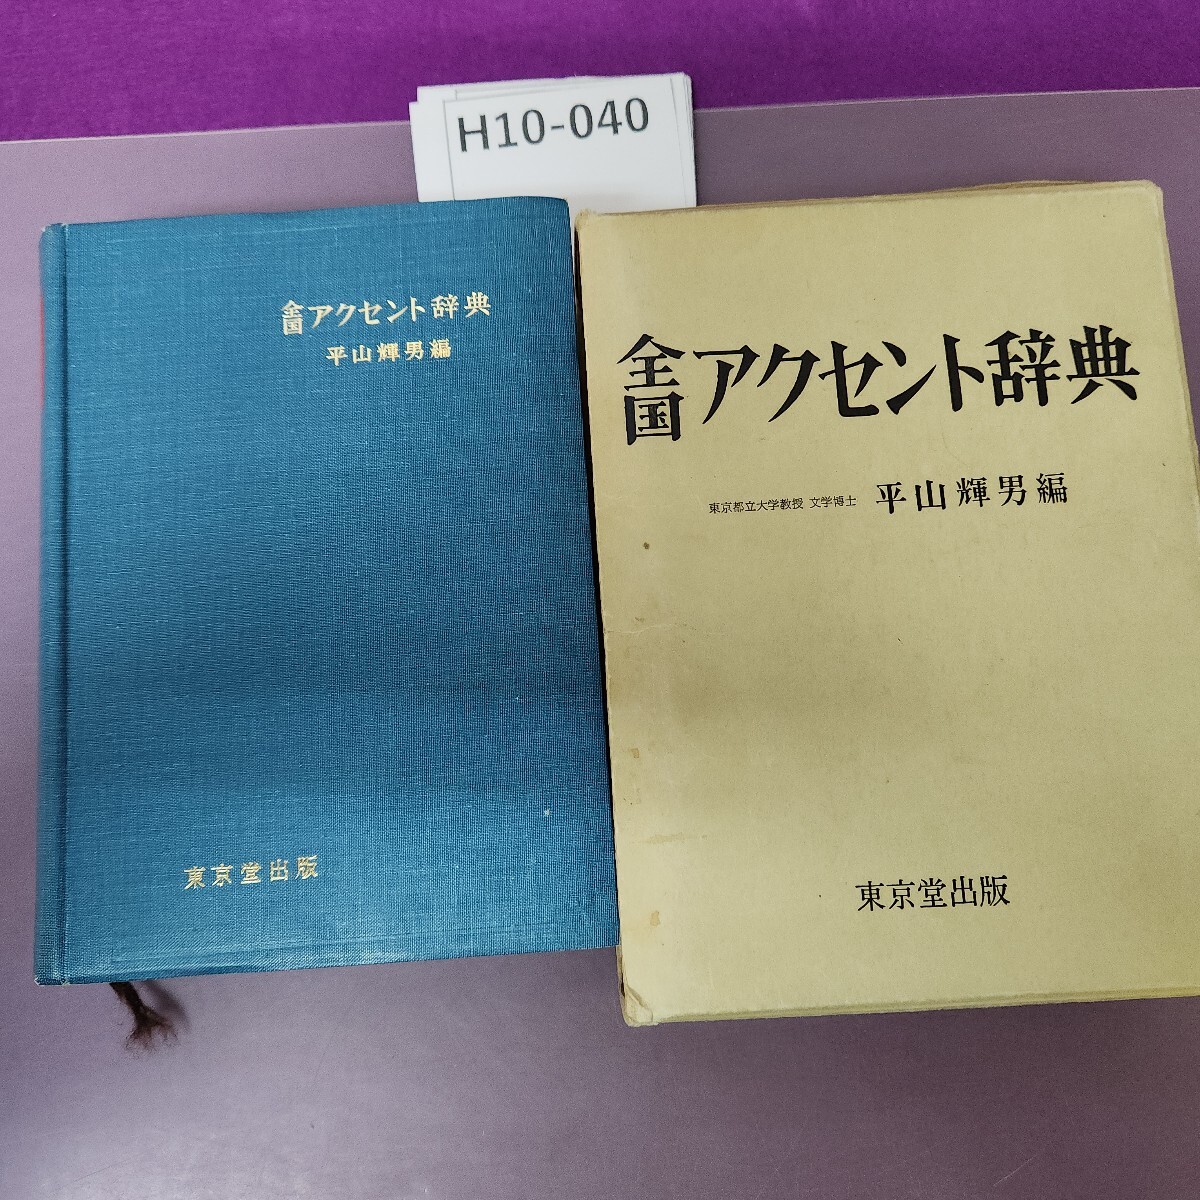 H10-040
全国アクセント辞典
平山輝男編
東京堂出版
全国アクセント辞典
東京都立大学教授 文学博士 平山輝男編
東京堂出版